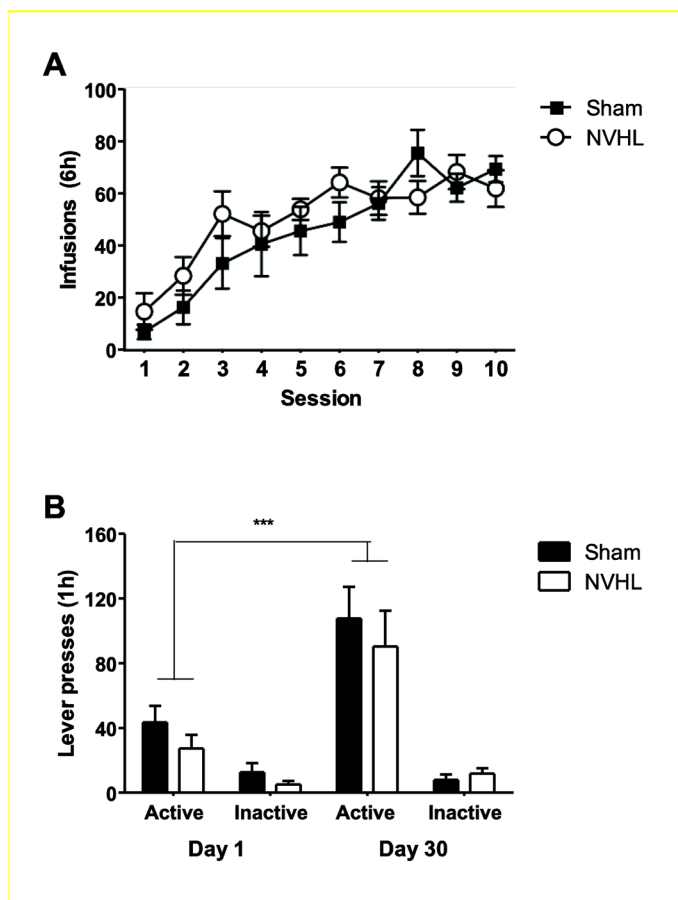 A
100
80
60
40
20
0
Infusions (6h)
1 2 3 4 5 6 7 8 9 10
Session
Sham
NVHL
B
160
120
80
40
0
Lever presses (1h)
***
Active Inactive Active Inactive
Day 1 Day 30
Sham
NVHL